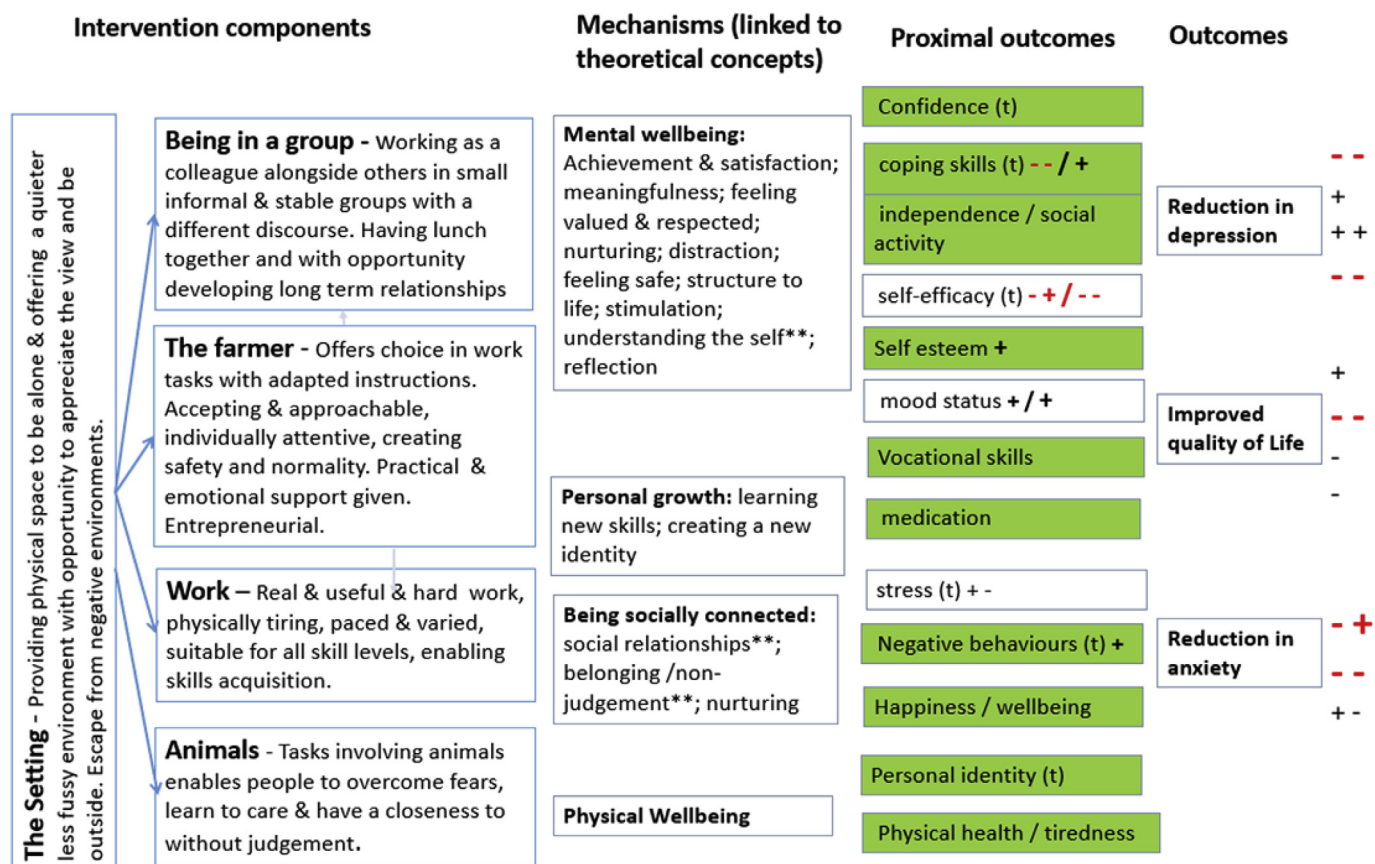 Intervention components
Mechanisms (linked to
theoretical concepts)
Proximal outcomes
Outcomes
The Setting - Providing physical space to be alone & offering a quieter
less fussy environment with opportunity to appreciate the view and be
outside. Escape from negative environments.
Being in a group - Working as a
colleague alongside others in small
informal & stable groups with a
different discourse. Having lunch
together and with opportunity
developing long term relationships
The farmer - Offers choice in work
tasks with adapted instructions.
Accepting & approachable,
individually attentive, creating
safety and normality. Practical &
emotional support given.
Entrepreneurial.
Work – Real & useful & hard work,
physically tiring, paced & varied,
suitable for all skill levels, enabling
skills acquisition.
Animals - Tasks involving animals
enables people to overcome fears,
learn to care & have a closeness to
without judgement.
Mental wellbeing:
Achievement & satisfaction;
meaningfulness; feeling
valued & respected;
nurturing; distraction;
feeling safe; structure to
life; stimulation;
understanding the self**;
reflection
Personal growth: learning
new skills; creating a new
identity
Being socially connected:
social relationships**;
belonging /non-
judgement**; nurturing
Physical Wellbeing
Confidence (t)
coping skills (t) - - / +
independence / social
activity
self-efficacy (t) - + / - -
Self esteem +
mood status + / +
Vocational skills
medication
stress (t) + -
Negative behaviours (t) +
Happiness / wellbeing
Personal identity (t)
Physical health / tiredness
Reduction in
depression
- -
+
+ +
- -
Improved
quality of Life
+
- -
-
-
Reduction in
anxiety
- +
- -
+ -